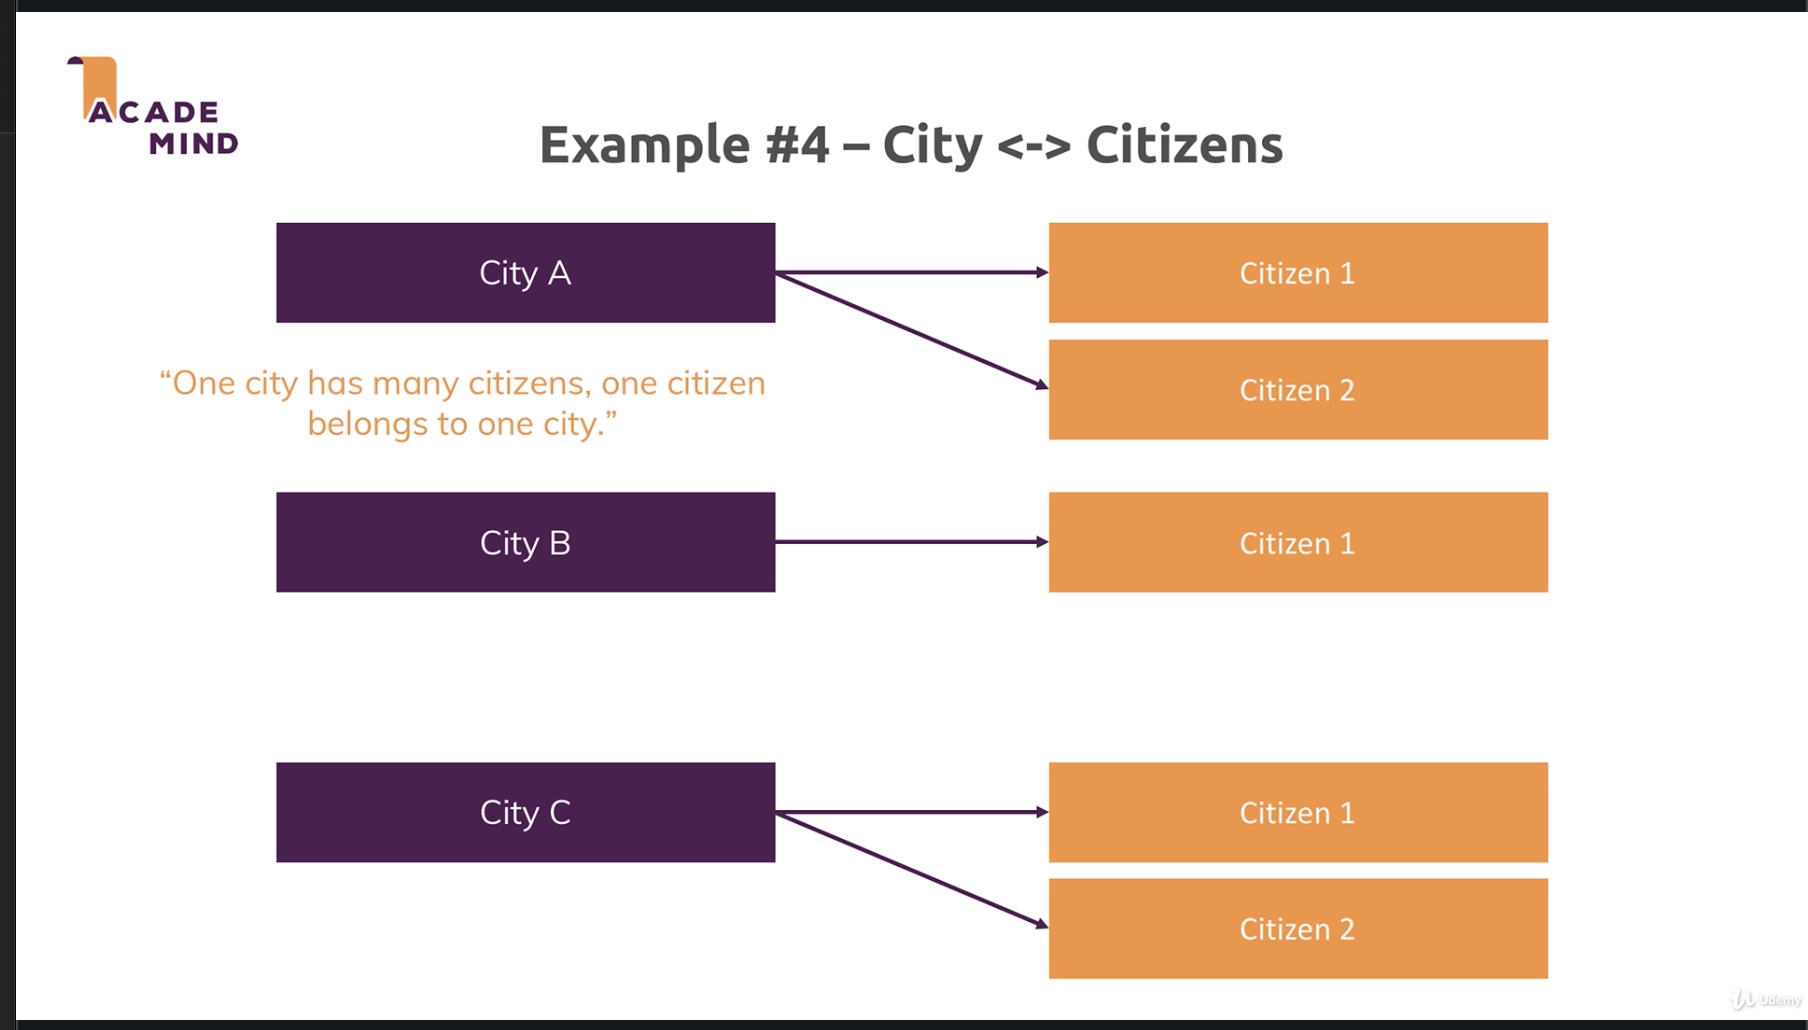 ACADE
MIND
Example #4 – City <-> Citizens
City A
Citizen 1
Citizen 2
“One city has many citizens, one citizen
belongs to one city.”
City B
Citizen 1
City C
Citizen 1
Citizen 2
Udemy